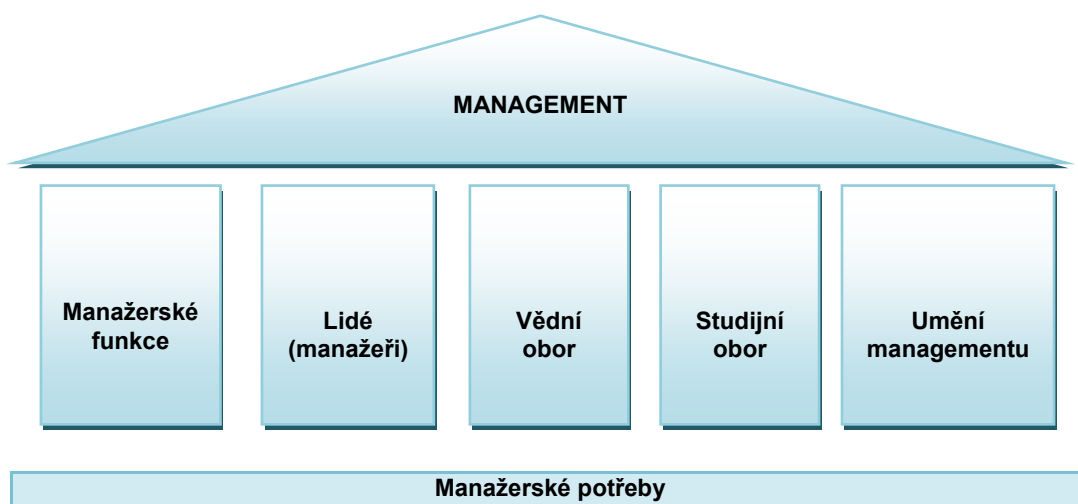 MANAGEMENT
Manažerské
funkce
Lidé
(manažeři)
Vědní
obor
Studijní
obor
Umění
managementu
Manažerské potřeby